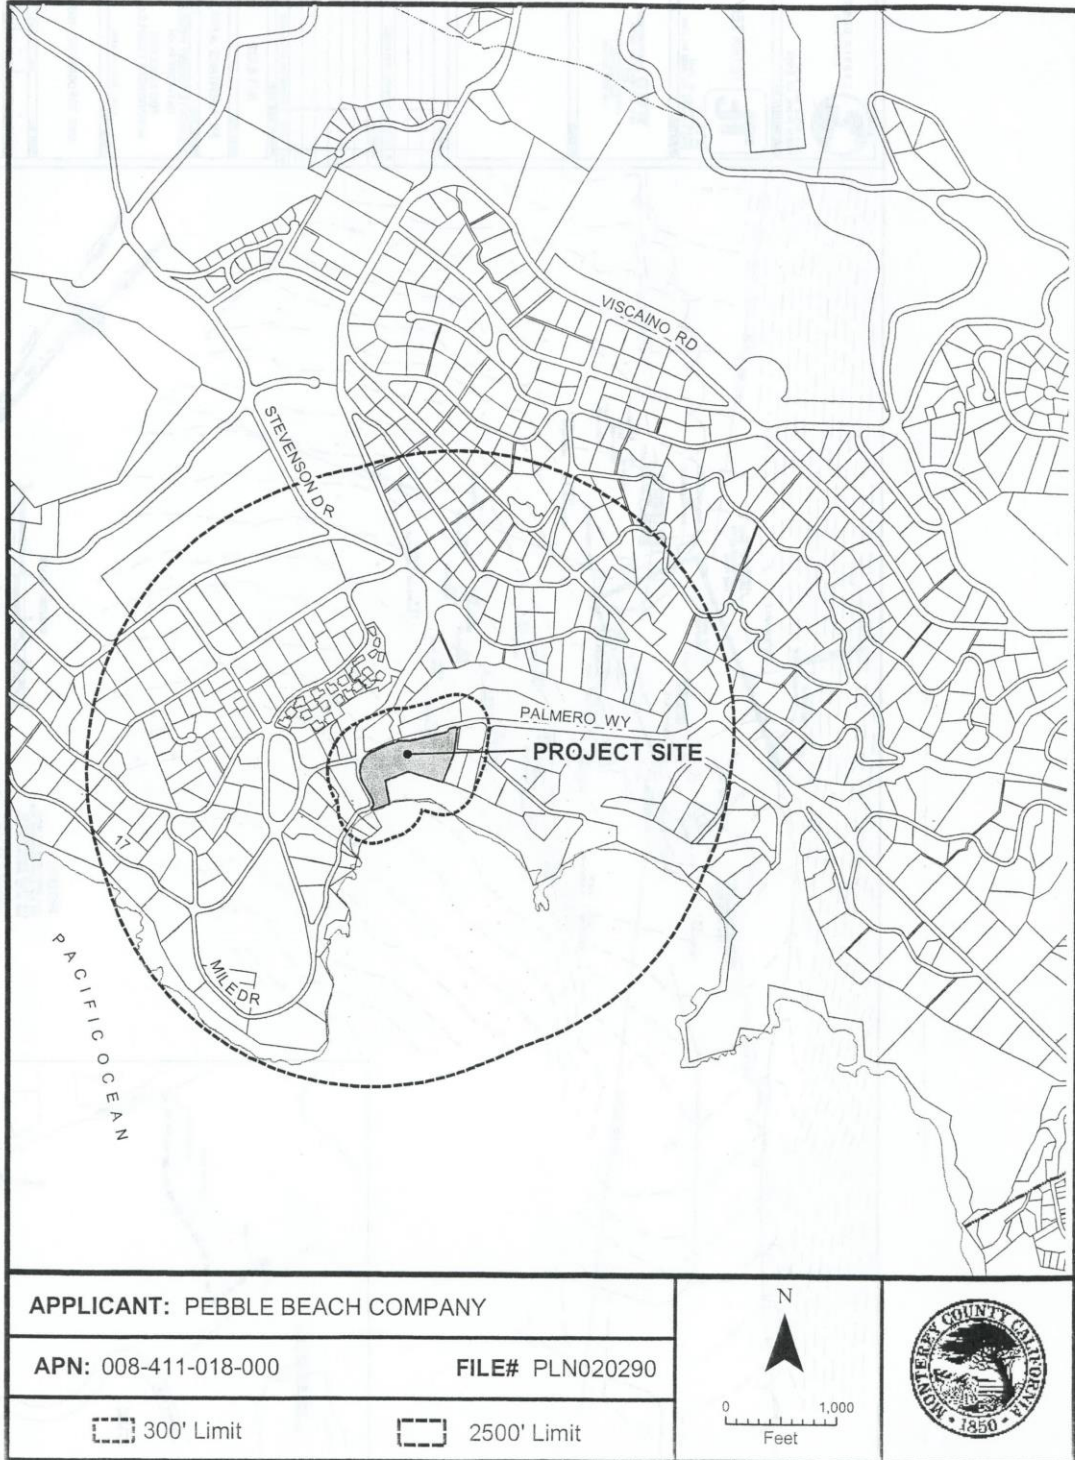 VISCAINO RD
STEVENSON DR
PALMERO WY
PROJECT SITE
17
MILE DR
PACIFIC OCEAN
APPLICANT: PEBBLE BEACH COMPANY
APN: 008-411-018-000
FILE# PLN020290
300' Limit
2500' Limit
N
0 1,000
Feet
MONTEREY COUNTY CALIFORNIA
• 1850 •